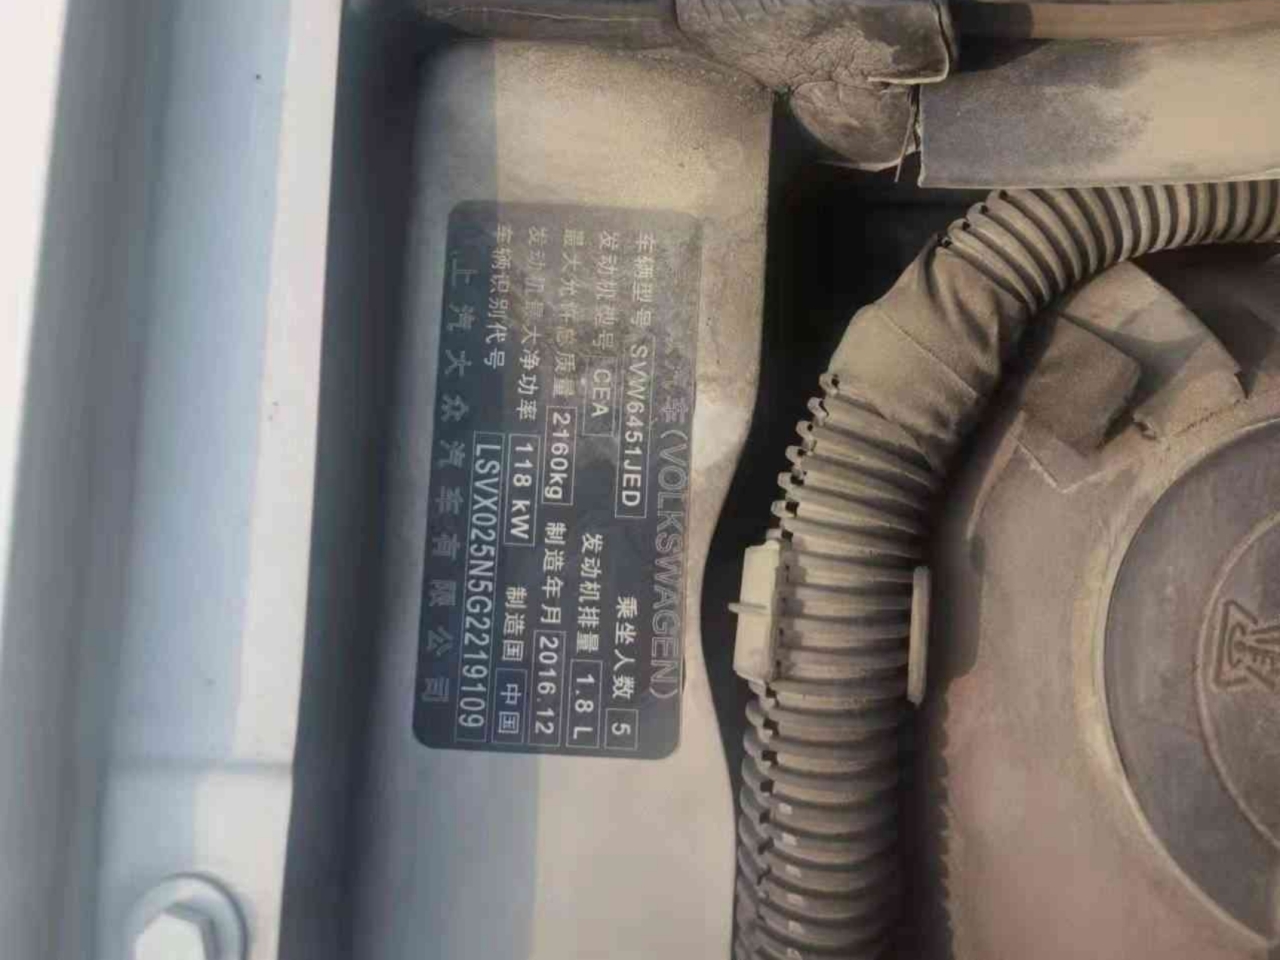 汽车(VOLKSWAGEN)
车辆型号 SVW6451JED 乘坐人数 5
发动机型号 CEA 发动机排量 1.8 L
最大允许总质量 2160kg 制造年月 2016.12
发动机最大净功率 118 kW 制造国 中国
车辆识别代号 LSVX025N5G2219109
上汽大众汽车有限公司